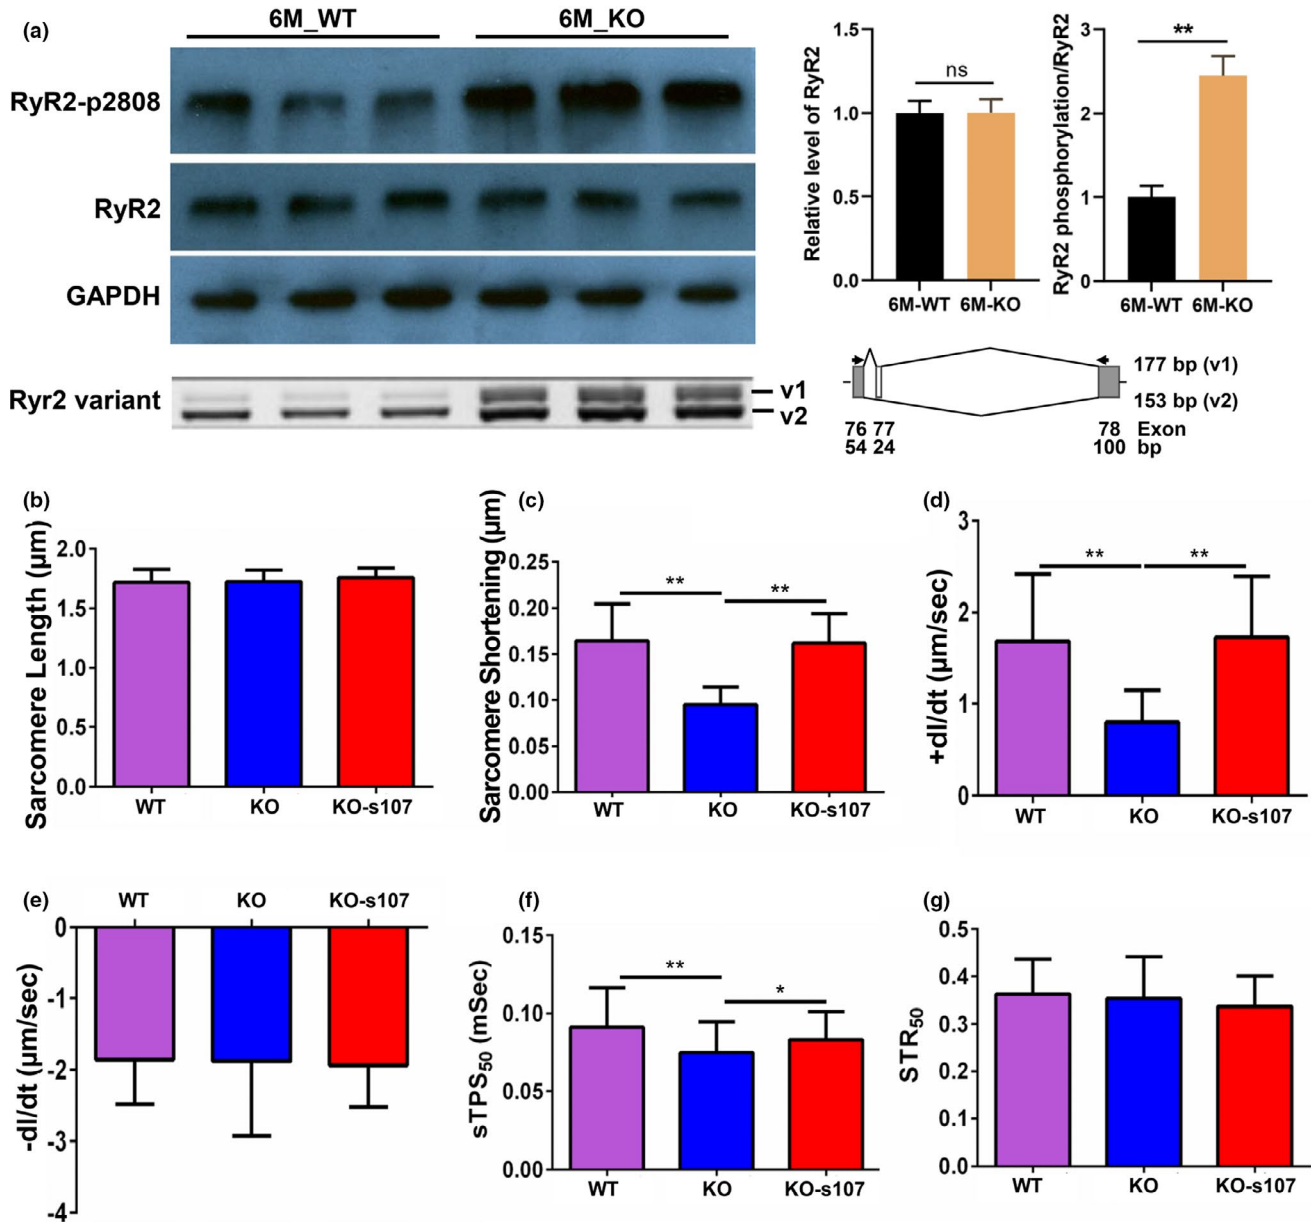 (a)
6M_WT
6M_KO
RyR2-p2808
RyR2
GAPDH
Ryr2 variant
v1
v2
Relative level of RyR2
1.5
1.0
0.5
0.0
ns
6M-WT 6M-KO
RyR2 phosphorylation/RyR2
3
2
1
0
**
6M-WT 6M-KO
177 bp (v1)
153 bp (v2)
76 77 78 Exon
54 24 100 bp
(b)
Sarcomere Length (μm)
2.0
1.5
1.0
0.5
0.0
WT KO KO-s107
(c)
Sarcomere Shortening (μm)
0.25
0.20
0.15
0.10
0.05
0.00
** **
WT KO KO-s107
(d)
+dl/dt (μm/sec)
3
2
1
0
** **
WT KO KO-s107
(e)
WT KO KO-s107
-dl/dt (μm/sec)
0
-1
-2
-3
-4
(f)
sTPS50 (mSec)
0.15
0.10
0.05
0.00
** *
WT KO KO-s107
(g)
STR50
0.5
0.4
0.3
0.2
0.1
0.0
WT KO KO-s107